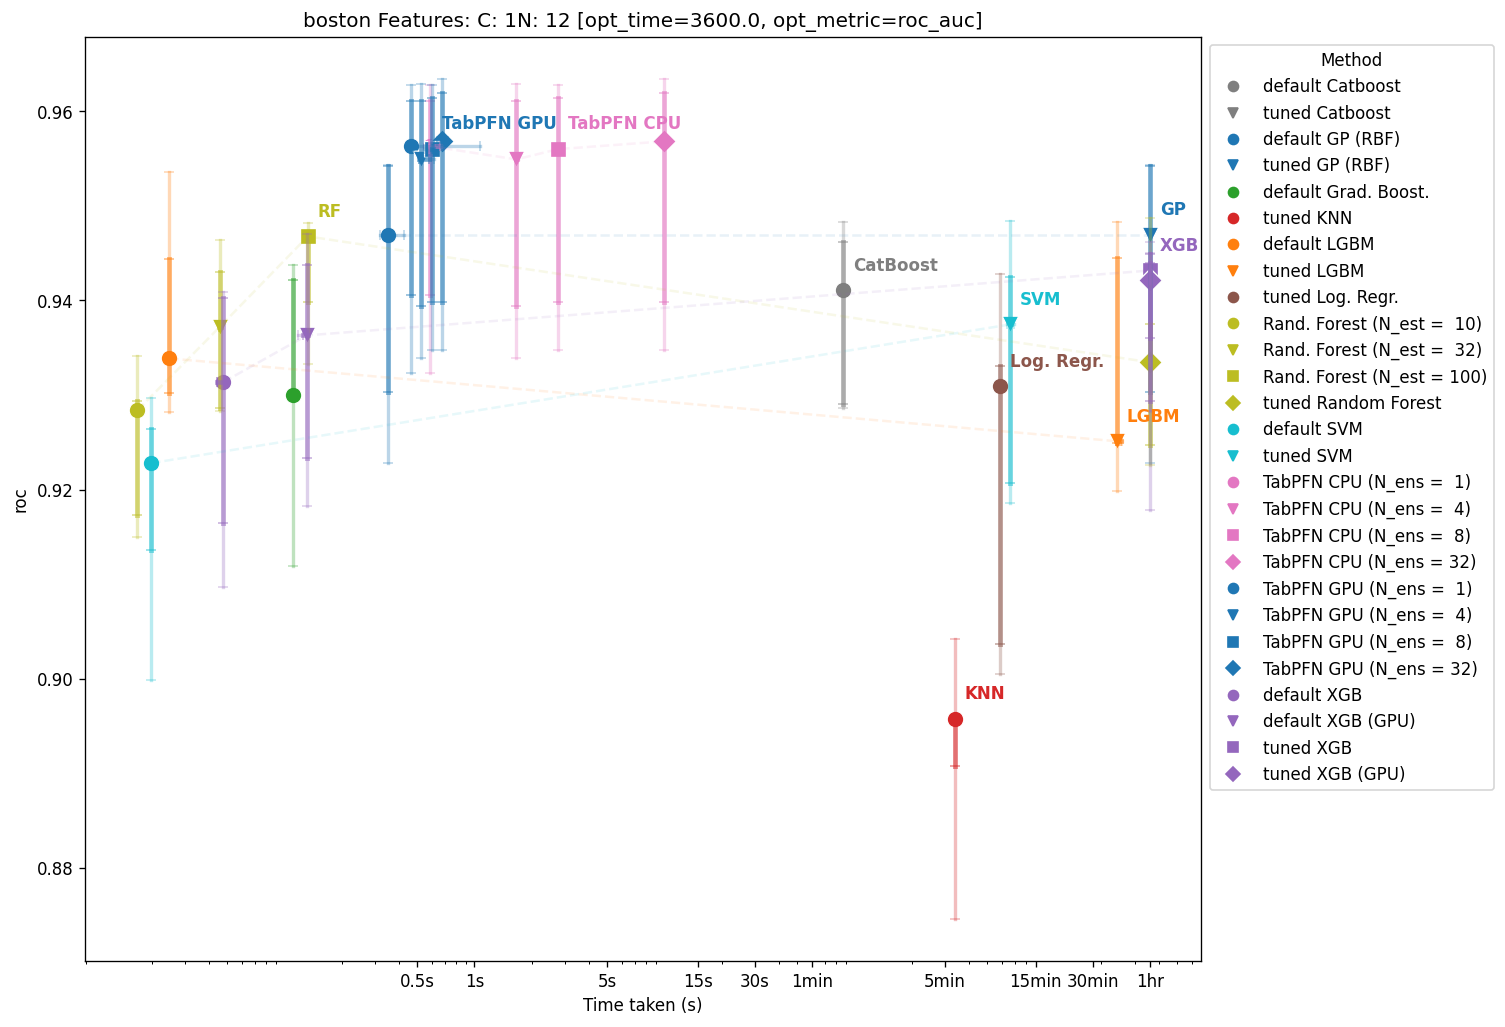 boston Features: C: 1N: 12 [opt_time=3600.0, opt_metric=roc_auc]
roc
0.96
0.94
0.92
0.90
0.88
TabPFN GPU
TabPFN CPU
RF
GP
XGB
CatBoost
SVM
Log. Regr.
LGBM
KNN
0.5s
1s
5s
15s
30s
1min
5min
15min
30min
1hr
Time taken (s)
Method
default Catboost
tuned Catboost
default GP (RBF)
tuned GP (RBF)
default Grad. Boost.
tuned KNN
default LGBM
tuned LGBM
tuned Log. Regr.
Rand. Forest (N_est =  10)
Rand. Forest (N_est =  32)
Rand. Forest (N_est = 100)
tuned Random Forest
default SVM
tuned SVM
TabPFN CPU (N_ens =  1)
TabPFN CPU (N_ens =  4)
TabPFN CPU (N_ens =  8)
TabPFN CPU (N_ens = 32)
TabPFN GPU (N_ens =  1)
TabPFN GPU (N_ens =  4)
TabPFN GPU (N_ens =  8)
TabPFN GPU (N_ens = 32)
default XGB
default XGB (GPU)
tuned XGB
tuned XGB (GPU)